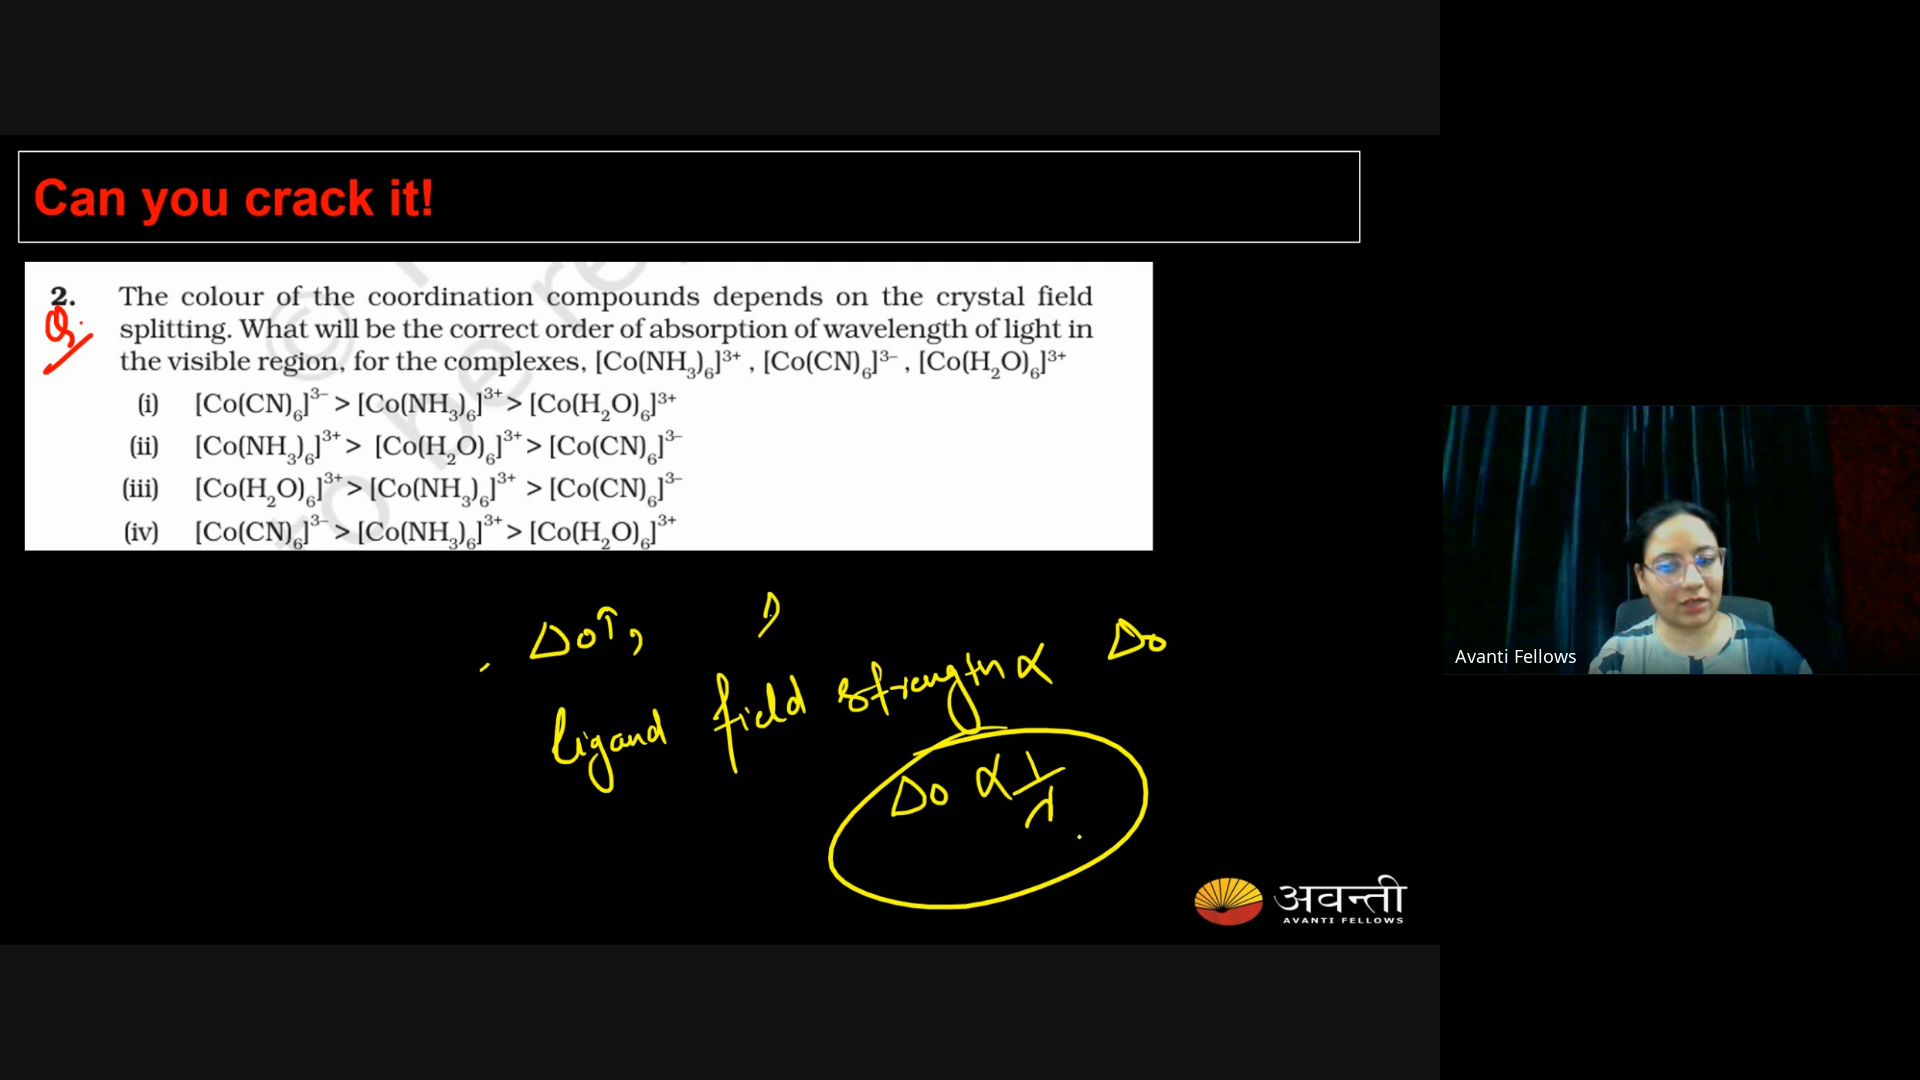 Can you crack it!
2. The colour of the coordination compounds depends on the crystal field
Q.
splitting. What will be the correct order of absorption of wavelength of light in
the visible region, for the complexes, [Co(NH₃)₆]³⁺ , [Co(CN)₆]³⁻ , [Co(H₂O)₆]³⁺
(i) [Co(CN)₆]³⁻ > [Co(NH₃)₆]³⁺ > [Co(H₂O)₆]³⁺
(ii) [Co(NH₃)₆]³⁺ > [Co(H₂O)₆]³⁺ > [Co(CN)₆]³⁻
(iii) [Co(H₂O)₆]³⁺ > [Co(NH₃)₆]³⁺ > [Co(CN)₆]³⁻
(iv) [Co(CN)₆]³⁻ > [Co(NH₃)₆]³⁺ > [Co(H₂O)₆]³⁺
Δo↑,
ligand field strength ∝ Δo
Δo ∝ 1/λ
Avanti Fellows
अवन्ती
AVANTI FELLOWS